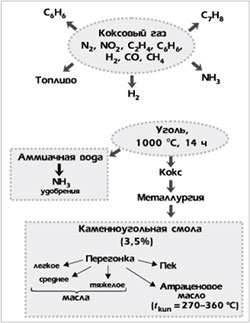 C₆H₆
C₇H₈
Коксовый газ
N₂, NO₂, C₂H₄, C₆H₆,
H₂, CO, CH₄
Топливо
H₂
NH₃
Уголь,
1000 °С, 14 ч
Аммиачная вода
NH₃
удобрения
Кокс
Металлургия
Каменноугольная смола
(3,5%)
легкое
Перегонка
Пек
среднее
тяжелое
масла
Атраценовое
масло
(tкип = 270–360 °С)